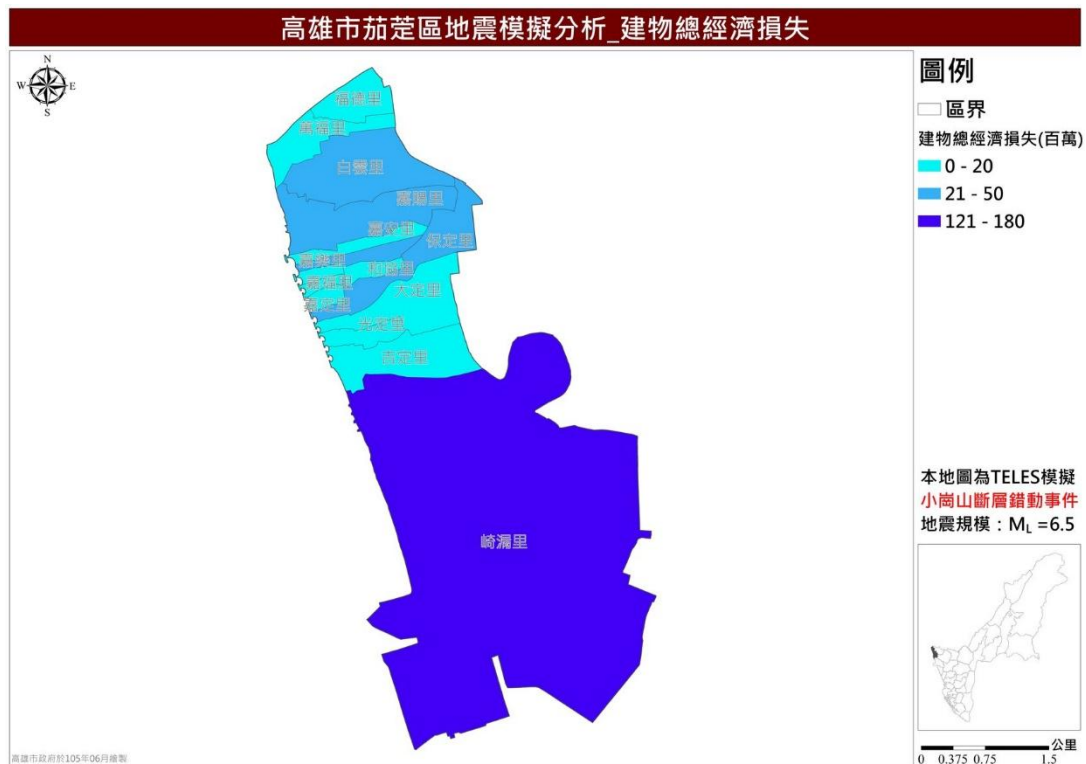 高雄市茄萣區地震模擬分析_建物總經濟損失
N
W
E
S
圖例
區界
建物總經濟損失(百萬)
0 - 20
21 - 50
121 - 180
福德里
萬福里
白雲里
嘉賜里
嘉安里
保定里
嘉樂里
和協里
嘉福里
大定里
嘉定里
光定里
吉定里
崎漏里
本地圖為TELES模擬
小崗山斷層錯動事件
地震規模：ML =6.5
公里
0 0.375 0.75 1.5
高雄市政府於105年06月繪製